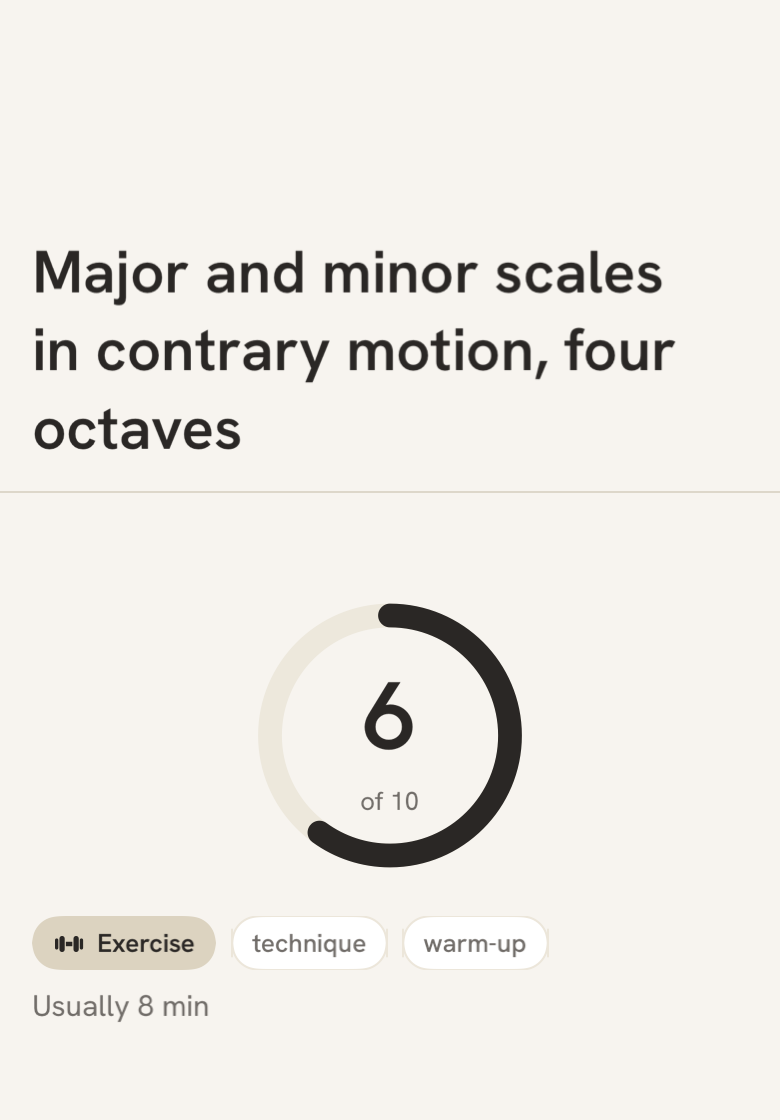 Major and minor scales
in contrary motion, four
octaves
6
of 10
Exercise
technique
warm-up
Usually 8 min